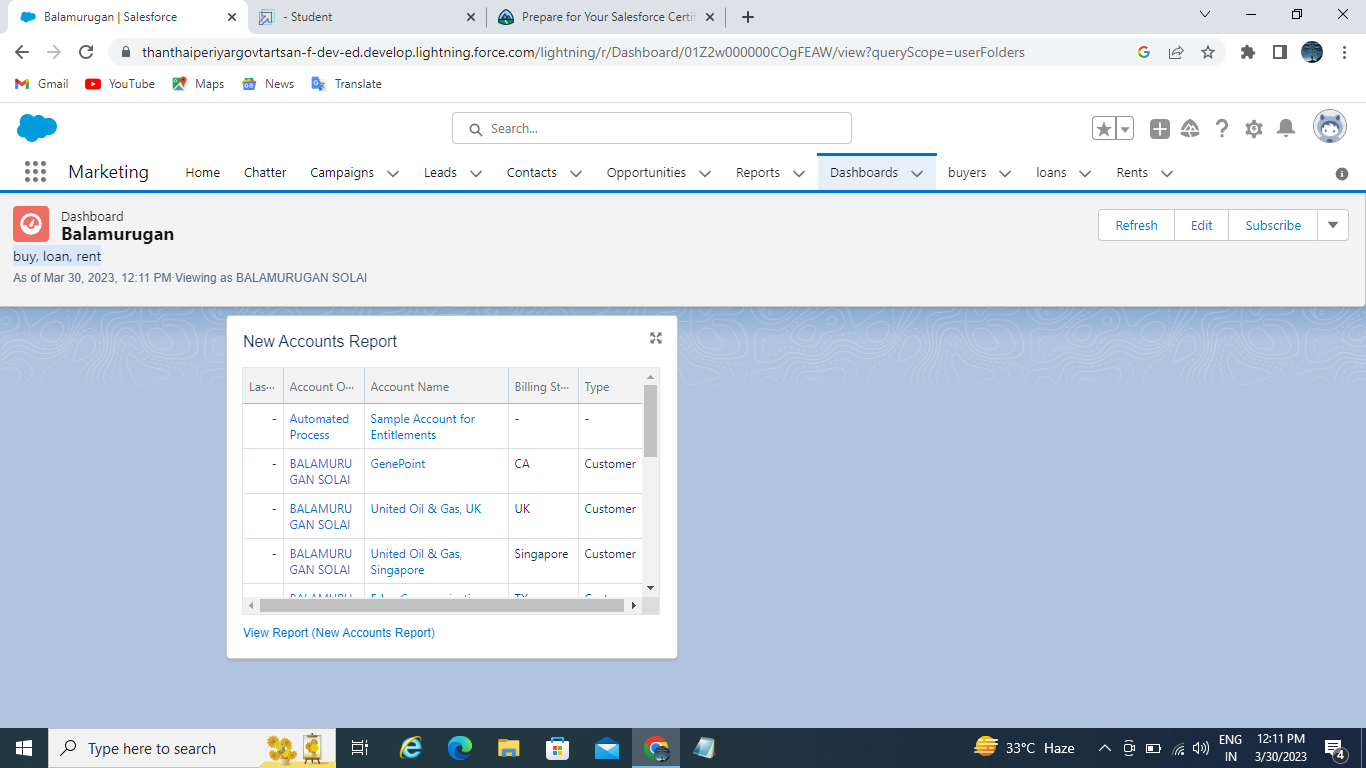 Balamurugan | Salesforce
- Student
Prepare for Your Salesforce Certi
thanthaiperiyargovtartsan-f-dev-ed.develop.lightning.force.com/lightning/r/Dashboard/01Z2w000000COgFEAW/view?queryScope=userFolders
Gmail YouTube Maps News Translate
Search...
Marketing Home Chatter Campaigns Leads Contacts Opportunities Reports Dashboards buyers loans Rents
Dashboard
Balamurugan
Refresh Edit Subscribe
buy, loan, rent
As of Mar 30, 2023, 12:11 PM·Viewing as BALAMURUGAN SOLAI
New Accounts Report
Las... Account O... Account Name Billing St... Type
- Automated Process Sample Account for Entitlements - -
- BALAMURUGAN SOLAI GenePoint CA Customer
- BALAMURUGAN SOLAI United Oil & Gas, UK UK Customer
- BALAMURUGAN SOLAI United Oil & Gas, Singapore Singapore Customer
View Report (New Accounts Report)
Type here to search
33°C Haze
ENG
IN
12:11 PM
3/30/2023
4